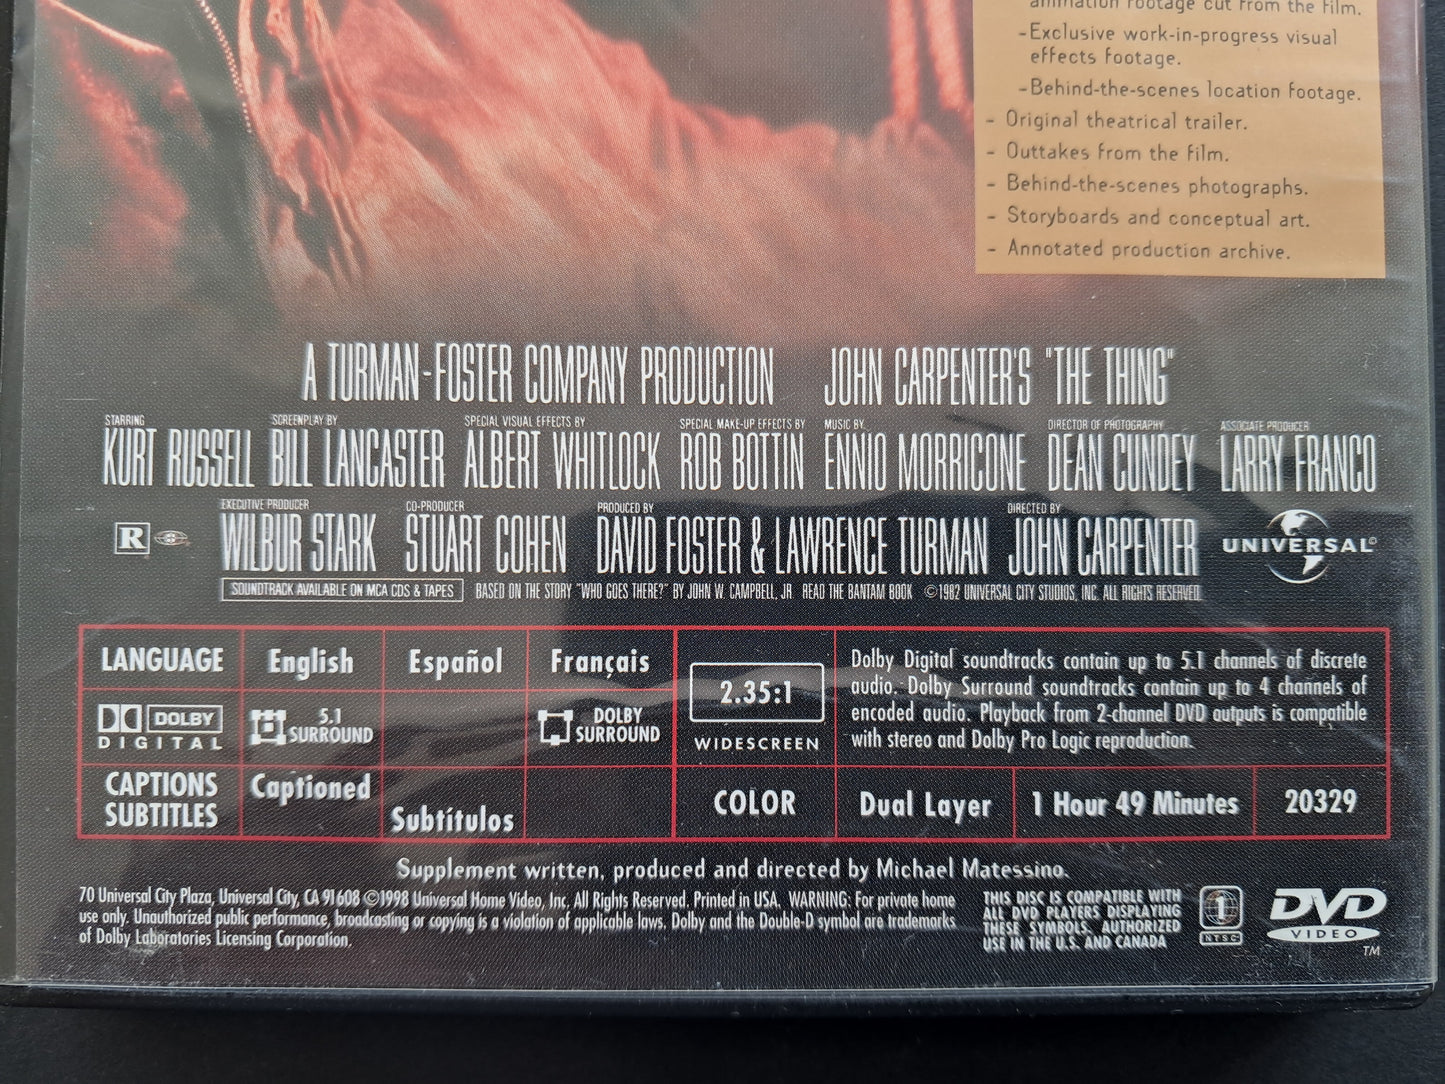 animation footage cut from the film.
-Exclusive work-in-progress visual
effects footage.
-Behind-the-scenes location footage.
- Original theatrical trailer.
- Outtakes from the film.
- Behind-the-scenes photographs.
- Storyboards and conceptual art.
- Annotated production archive.
A TURMAN-FOSTER COMPANY PRODUCTION JOHN CARPENTER'S "THE THING"
STARRING KURT RUSSELL SCREENPLAY BY BILL LANCASTER SPECIAL VISUAL EFFECTS BY ALBERT WHITLOCK SPECIAL MAKE-UP EFFECTS BY ROB BOTTIN MUSIC BY ENNIO MORRICONE DIRECTOR OF PHOTOGRAPHY DEAN CUNDEY ASSOCIATE PRODUCER LARRY FRANCO
R EXECUTIVE PRODUCER WILBUR STARK CO-PRODUCER STUART COHEN PRODUCED BY DAVID FOSTER & LAWRENCE TURMAN DIRECTED BY JOHN CARPENTER UNIVERSAL
SOUNDTRACK AVAILABLE ON MCA CDS & TAPES BASED ON THE STORY "WHO GOES THERE?" BY JOHN W. CAMPBELL, JR READ THE BANTAM BOOK ©1982 UNIVERSAL CITY STUDIOS, INC. ALL RIGHTS RESERVED
LANGUAGE English Español Français
DOLBY DIGITAL 5.1 SURROUND DOLBY SURROUND
CAPTIONS SUBTITLES Captioned Subtítulos
2.35:1
WIDESCREEN
Dolby Digital soundtracks contain up to 5.1 channels of discrete
audio. Dolby Surround soundtracks contain up to 4 channels of
encoded audio. Playback from 2-channel DVD outputs is compatible
with stereo and Dolby Pro Logic reproduction.
COLOR Dual Layer 1 Hour 49 Minutes 20329
Supplement written, produced and directed by Michael Matessino.
70 Universal City Plaza, Universal City, CA 91608 ©1998 Universal Home Video, Inc. All Rights Reserved. Printed in USA. WARNING: For private home
use only. Unauthorized public performance, broadcasting or copying is a violation of applicable laws. Dolby and the Double-D symbol are trademarks
of Dolby Laboratories Licensing Corporation.
THIS DISC IS COMPATIBLE WITH
ALL DVD PLAYERS DISPLAYING
THESE SYMBOLS. AUTHORIZED
USE IN THE U.S. AND CANADA
1
NTSC
DVD
VIDEO
TM